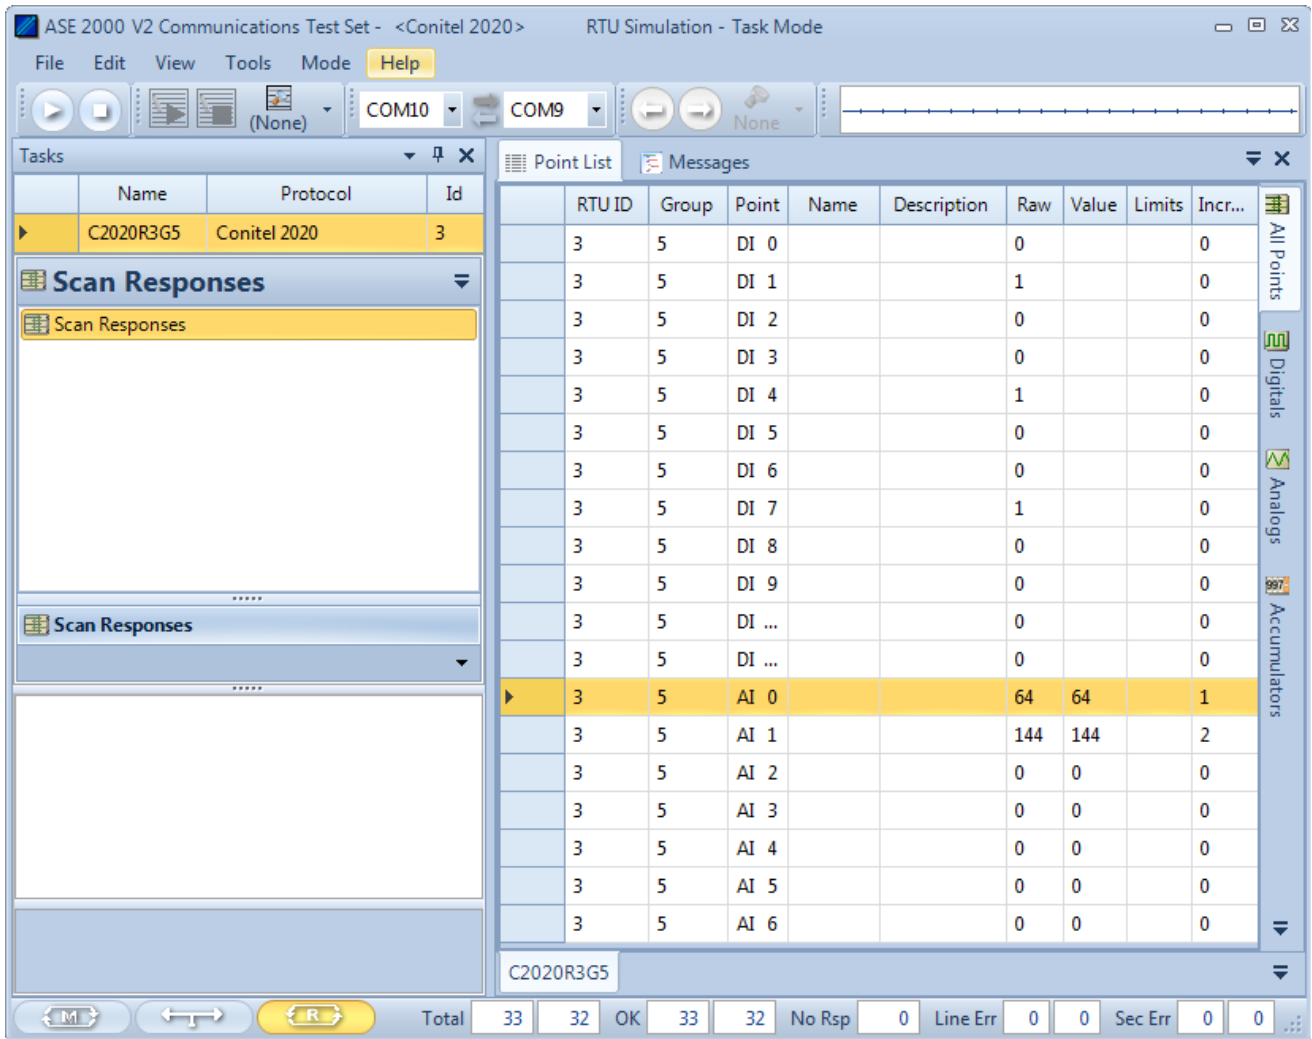 ASE 2000 V2 Communications Test Set - <Conitel 2020> RTU Simulation - Task Mode
File Edit View Tools Mode Help
(None) COM10 COM9 None
Tasks
Name Protocol Id
C2020R3G5 Conitel 2020 3
Scan Responses
Scan Responses
Scan Responses
Point List Messages
RTU ID Group Point Name Description Raw Value Limits Incr...
3 5 DI 0 0 0
3 5 DI 1 1 0
3 5 DI 2 0 0
3 5 DI 3 0 0
3 5 DI 4 1 0
3 5 DI 5 0 0
3 5 DI 6 0 0
3 5 DI 7 1 0
3 5 DI 8 0 0
3 5 DI 9 0 0
3 5 DI ... 0 0
3 5 DI ... 0 0
3 5 AI 0 64 64 1
3 5 AI 1 144 144 2
3 5 AI 2 0 0 0
3 5 AI 3 0 0 0
3 5 AI 4 0 0 0
3 5 AI 5 0 0 0
3 5 AI 6 0 0 0
All Points
Digitals
Analogs
997
Accumulators
C2020R3G5
M T R Total 33 32 OK 33 32 No Rsp 0 Line Err 0 0 Sec Err 0 0